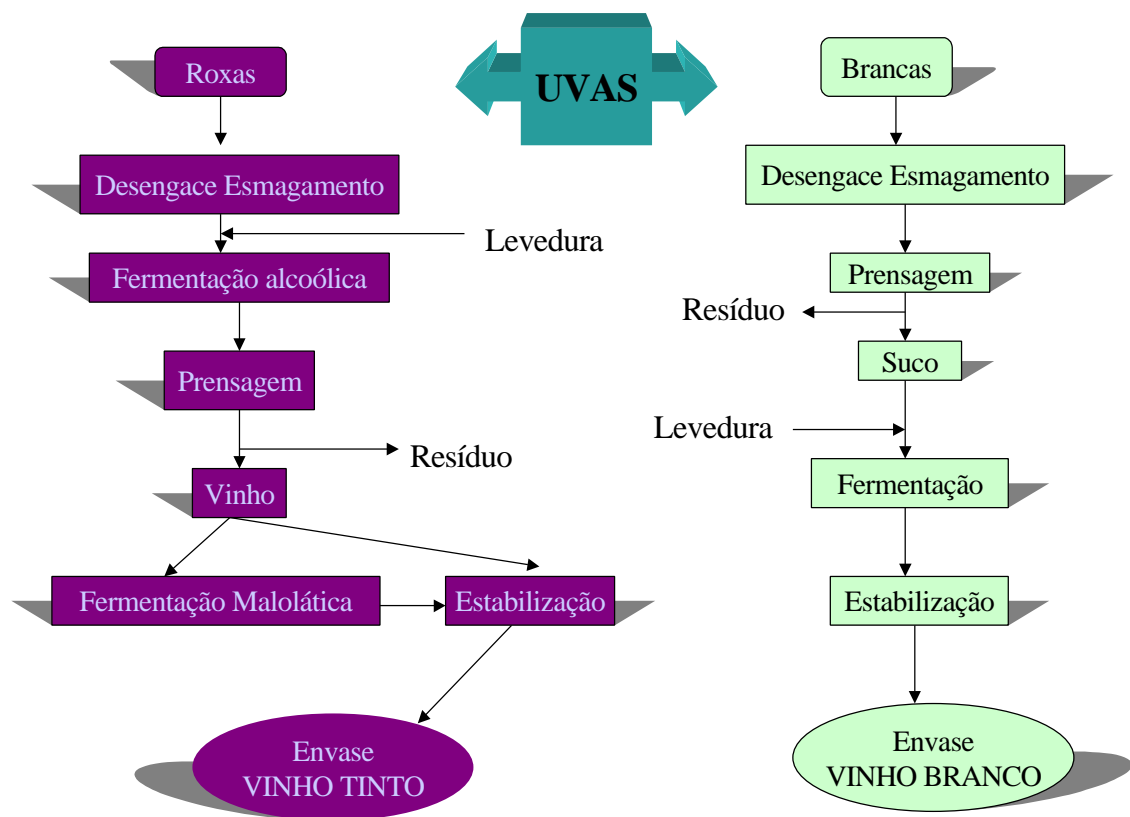 UVAS
Roxas
Desengace Esmagamento
Levedura
Fermentação alcoólica
Prensagem
Resíduo
Vinho
Fermentação Malolática
Estabilização
Envase
VINHO TINTO
Brancas
Desengace Esmagamento
Prensagem
Resíduo
Suco
Levedura
Fermentação
Estabilização
Envase
VINHO BRANCO